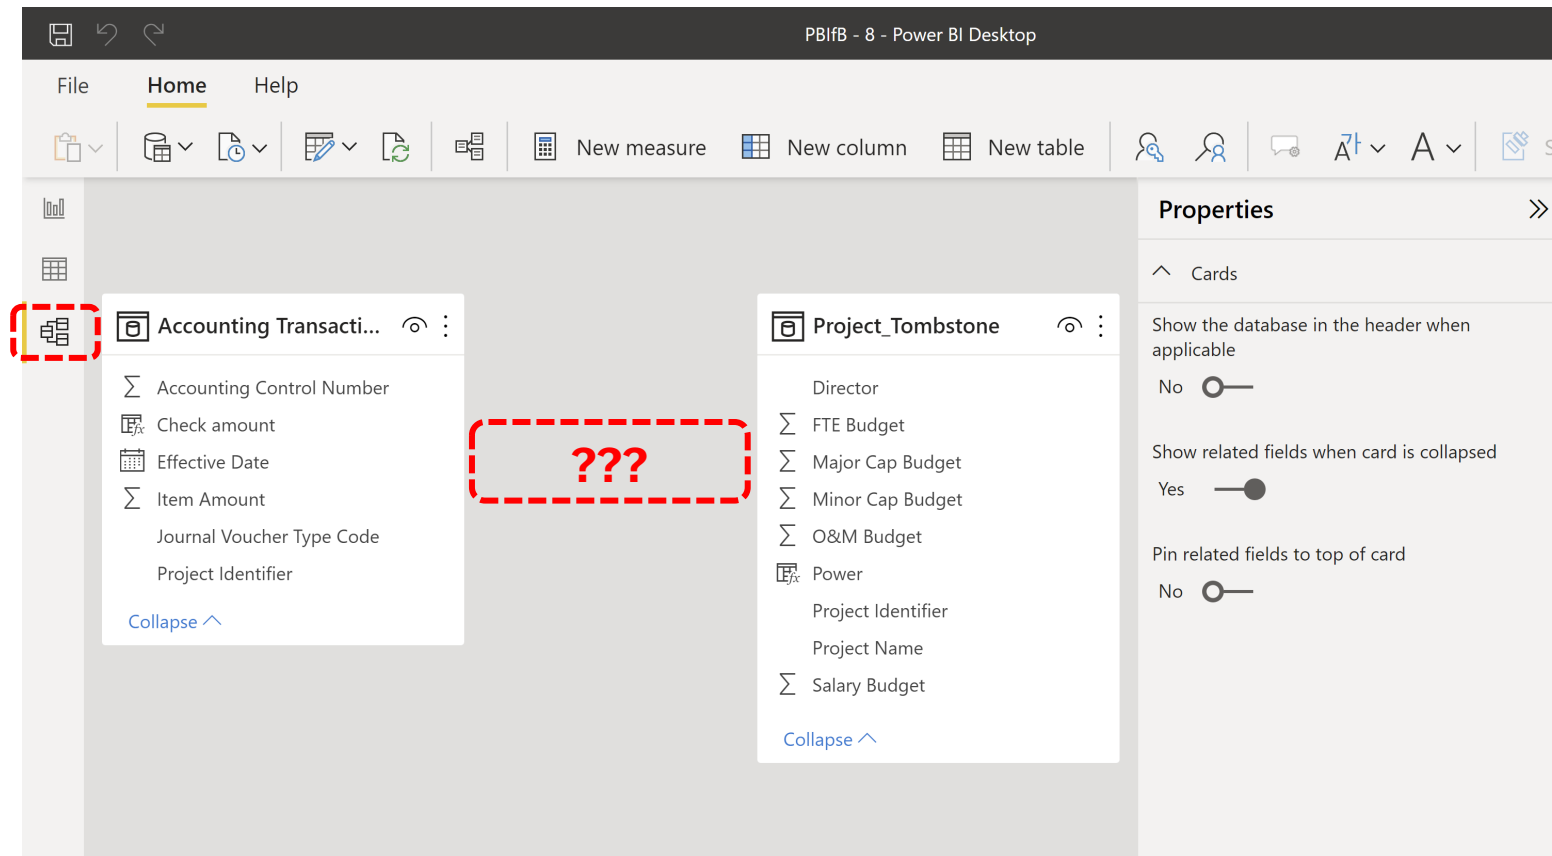 PBIfB - 8 - Power BI Desktop
File Home Help
New measure New column New table
Properties
Cards
Show the database in the header when
applicable
No
Show related fields when card is collapsed
Yes
Pin related fields to top of card
No
Accounting Transacti...
Accounting Control Number
Check amount
Effective Date
Item Amount
Journal Voucher Type Code
Project Identifier
Collapse
???
Project_Tombstone
Director
FTE Budget
Major Cap Budget
Minor Cap Budget
O&M Budget
Power
Project Identifier
Project Name
Salary Budget
Collapse